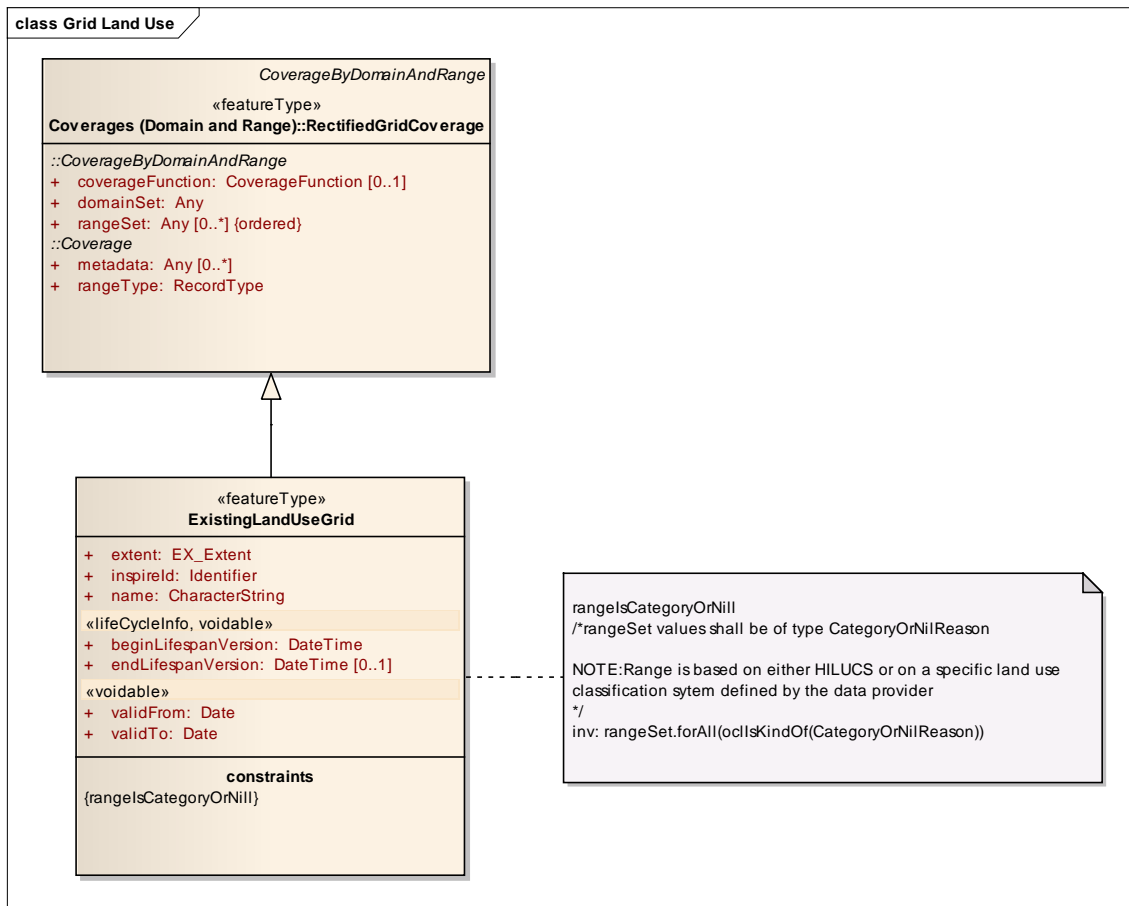 class Grid Land Use
CoverageByDomainAndRange
«featureType»
Coverages (Domain and Range)::RectifiedGridCoverage
::CoverageByDomainAndRange
+ coverageFunction: CoverageFunction [0..1]
+ domainSet: Any
+ rangeSet: Any [0..*] {ordered}
::Coverage
+ metadata: Any [0..*]
+ rangeType: RecordType
«featureType»
ExistingLandUseGrid
+ extent: EX_Extent
+ inspireId: Identifier
+ name: CharacterString
«lifeCycleInfo, voidable»
+ beginLifespanVersion: DateTime
+ endLifespanVersion: DateTime [0..1]
«voidable»
+ validFrom: Date
+ validTo: Date
constraints
{rangeIsCategoryOrNill}
rangeIsCategoryOrNill
/*rangeSet values shall be of type CategoryOrNilReason
NOTE:Range is based on either HILUCS or on a specific land use
classification sytem defined by the data provider
*/
inv: rangeSet.forAll(oclIsKindOf(CategoryOrNilReason))